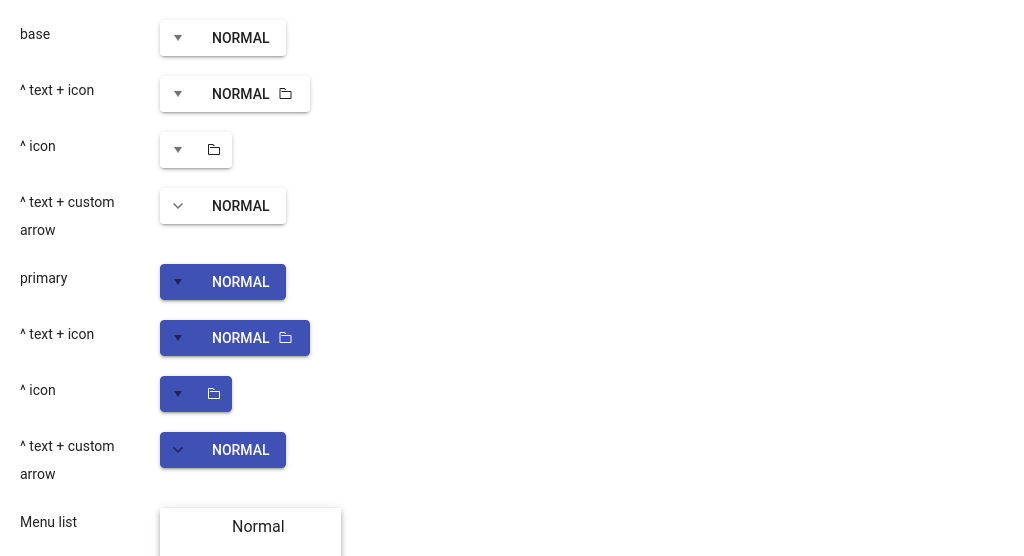 base
NORMAL
^ text + icon
NORMAL
^ icon
^ text + custom
arrow
NORMAL
primary
NORMAL
^ text + icon
NORMAL
^ icon
^ text + custom
arrow
NORMAL
Menu list
Normal